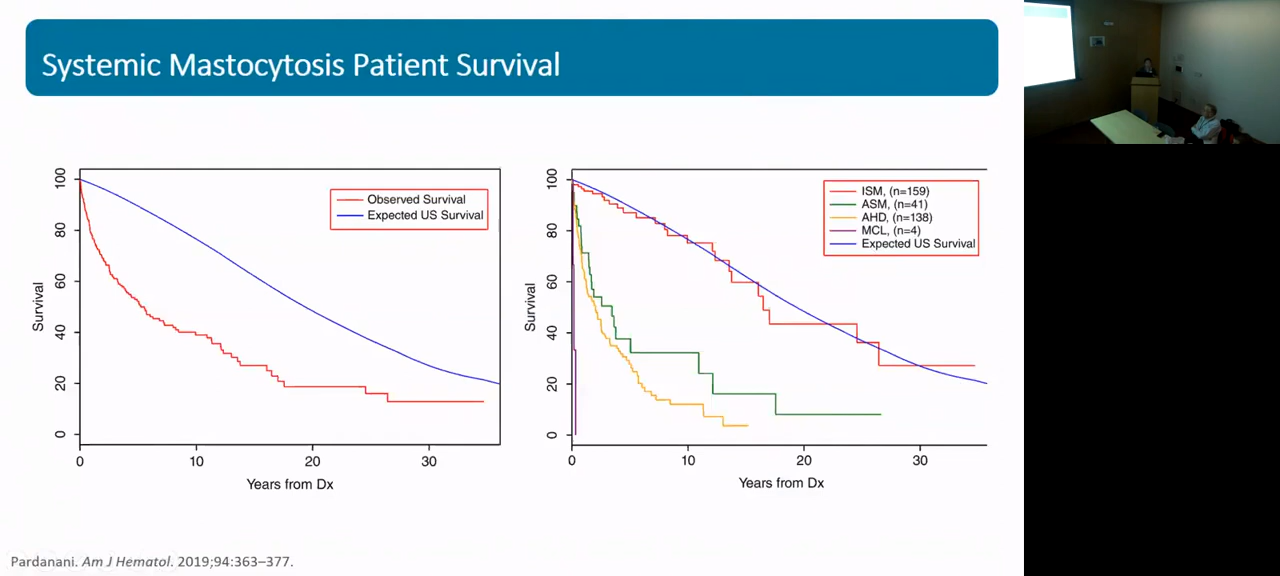 Systemic Mastocytosis Patient Survival
Survival
100
80
60
40
20
0
Observed Survival
Expected US Survival
0 10 20 30
Years from Dx
Survival
100
80
60
40
20
0
ISM, (n=159)
ASM, (n=41)
AHD, (n=138)
MCL, (n=4)
Expected US Survival
0 10 20 30
Years from Dx
Pardanani. Am J Hematol. 2019;94:363–377.